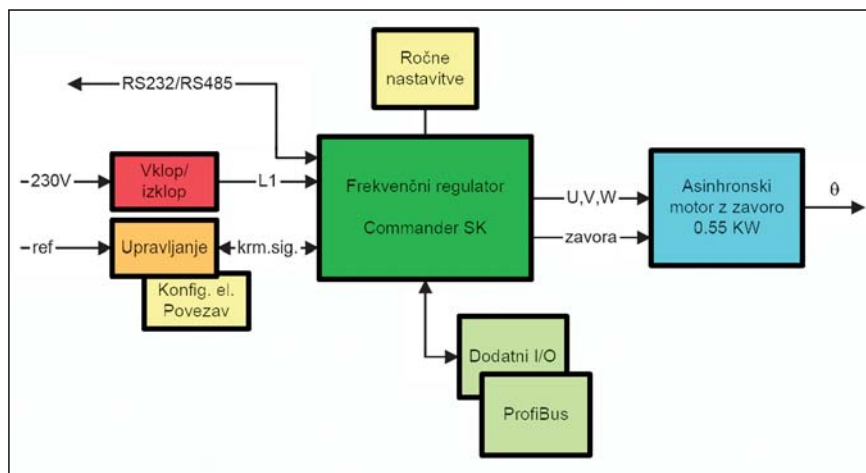 Ročne
nastavitve
RS232/RS485
Frekvenčni regulator
Commander SK
~230V
Vklop/
izklop
L1
U,V,W
Asinhronski
motor z zavoro
0.55 KW
θ
~ref
Upravljanje
krm.sig.
zavora
Konfig. el.
Povezav
Dodatni I/O
ProfiBus